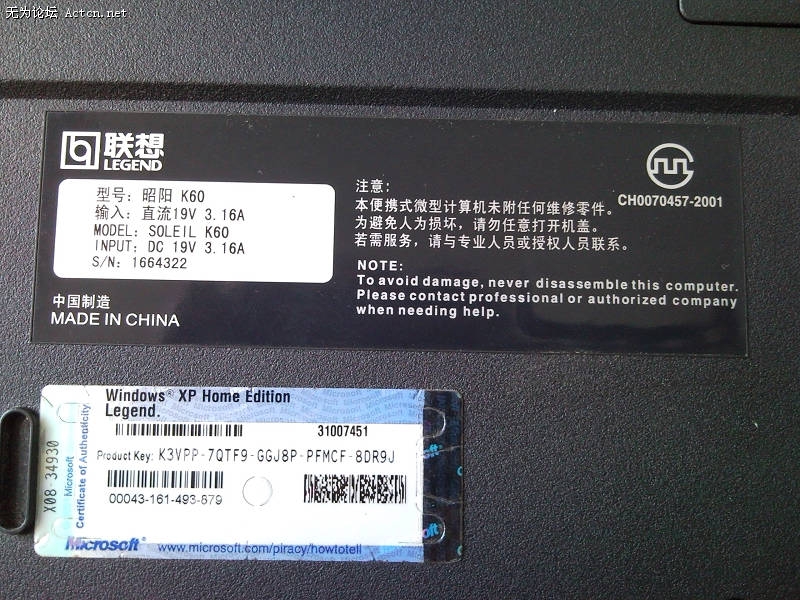 无为论坛 Actcn.net
联想
LEGEND
型号: 昭阳 K60
输入: 直流19V 3.16A
MODEL: SOLEIL K60
INPUT: DC 19V 3.16A
S/N: 1664322
中国制造
MADE IN CHINA
注意:
本便携式微型计算机未附任何维修零件。
为避免人为损坏，请勿任意打开机盖。
若需服务，请与专业人员或授权人员联系。
NOTE:
To avoid damage, never disassemble this computer.
Please contact professional or authorized company
when needing help.
CH0070457-2001
Windows® XP Home Edition
Legend.
31007451
Product Key: K3VPP-7QTF9-GGJ8P-PFMCF-8DR9J
00043-161-493-879
X08-34930
Microsoft
Certificate of Authenticity
Microsoft® www.microsoft.com/piracy/howtotell